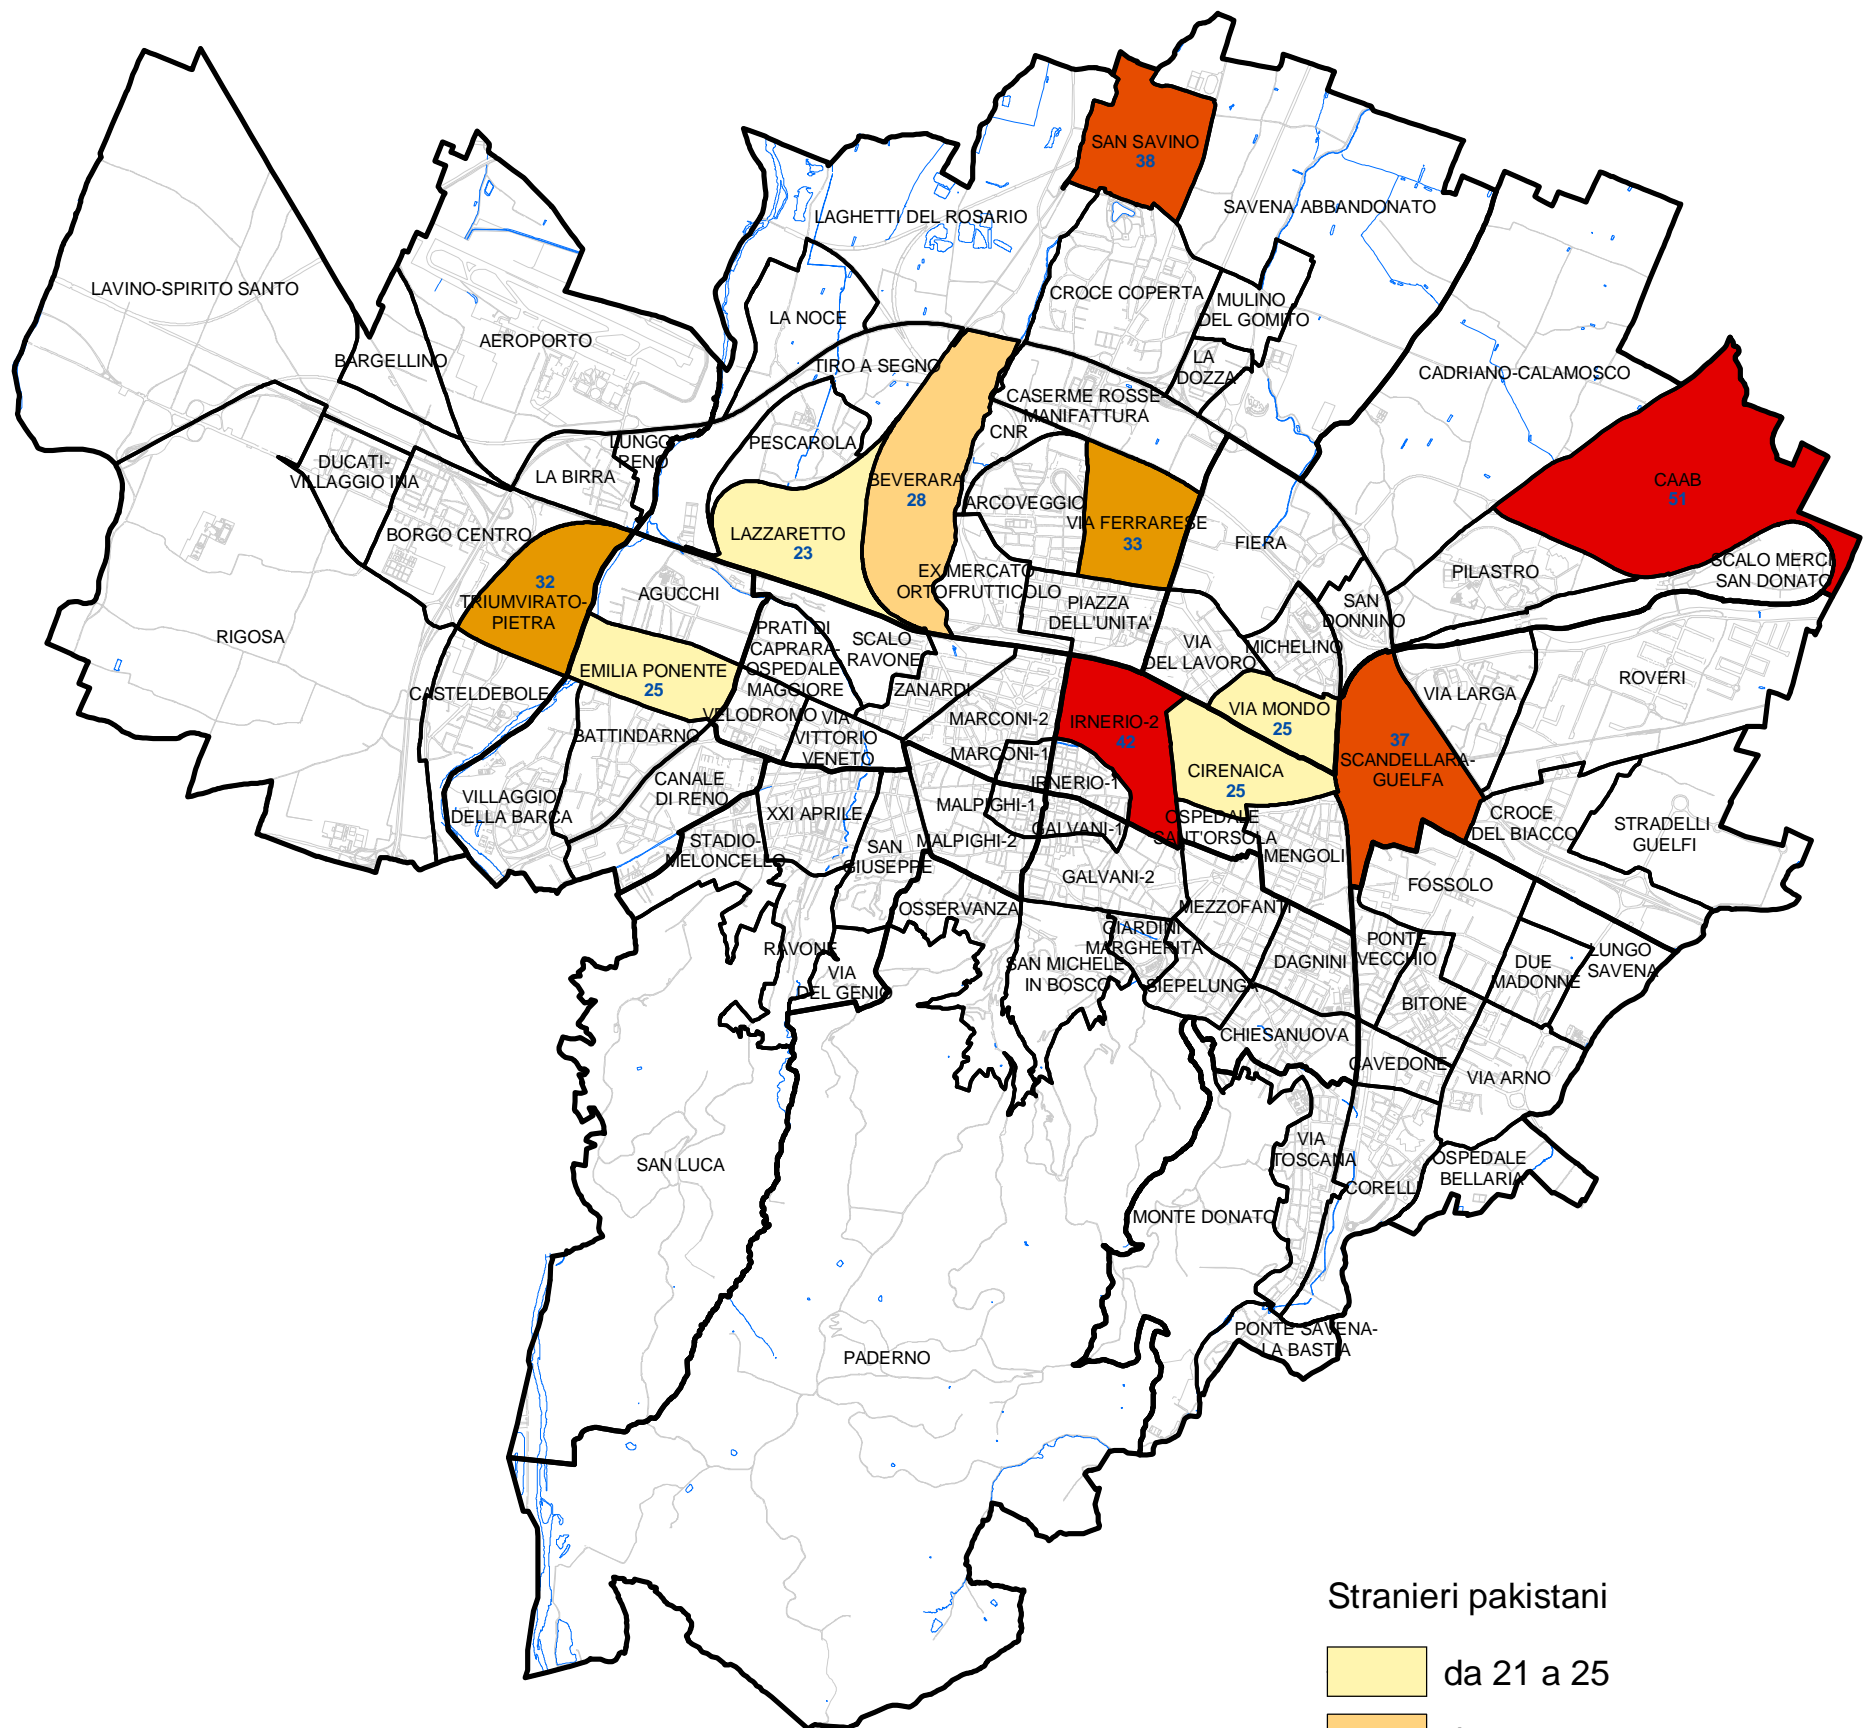 SAN SAVINO
38
SAVENA ABBANDONATO
LAGHETTI DEL ROSARIO
LAVINO-SPIRITO SANTO
CROCE COPERTA
MULINO
DEL GOMITO
LA NOCE
AEROPORTO
BARGELLINO
TIRO A SEGNO
LA
DOZZA
CADRIANO-CALAMOSCO
CASERME ROSSE-
MANIFATTURA
CNR
PESCAROLA
LUNGO
RENO
DUCATI-
VILLAGGIO INA
LA BIRRA
BEVERARA
28
ARCOVEGGIO
CAAB
51
VIA FERRARESE
33
LAZZARETTO
23
BORGO CENTRO
FIERA
EX MERCATO
ORTOFRUTTICOLO
PILASTRO
SCALO MERCI
SAN DONATO
32
TRIUMVIRATO-
PIETRA
AGUCCHI
PIAZZA
DELL'UNITA'
SAN
DONNINO
RIGOSA
PRATI DI
CAPRARA-
OSPEDALE
MAGGIORE
SCALO
RAVONE
VIA
DEL LAVORO
MICHELINO
EMILIA PONENTE
25
ROVERI
CASTELDEBOLE
ZANARDI
VIA LARGA
VELODROMO
VIA
VITTORIO
VENETO
MARCONI-2
IRNERIO-2
42
VIA MONDO
25
BATTINDARNO
MARCONI-1
37
SCANDELLARA-
GUELFA
CIRENAICA
25
IRNERIO-1
CANALE
DI RENO
VILLAGGIO
DELLA BARCA
XXI APRILE
MALPIGHI-1
GALVANI-1
OSPEDALE
SANT'ORSOLA
CROCE
DEL BIACCO
STRADELLI
GUELFI
STADIO-
MELONCELLO
SAN
GIUSEPPE
MALPIGHI-2
MENGOLI
GALVANI-2
FOSSOLO
OSSERVANZA
MEZZOFANTI
GIARDINI
MARGHERITA
RAVONE
VIA
DEL GENIO
SAN MICHELE
IN BOSCO
SIEPELUNGA
DAGNINI
PONTE
VECCHIO
DUE
MADONNE
LUNGO
SAVENA
BITONE
CHIESANUOVA
CAVEDONE
VIA ARNO
SAN LUCA
VIA
TOSCANA
OSPEDALE
BELLARIA
CORELLI
MONTE DONATO
PONTE SAVENA-
LA BASTIA
PADERNO
Stranieri pakistani
da 21 a 25